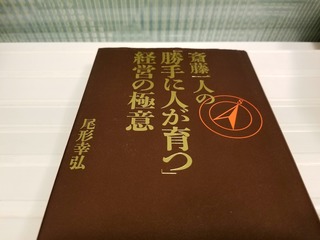 斎藤一人の
「勝手に人が育つ」
経営の極意
尾形幸弘